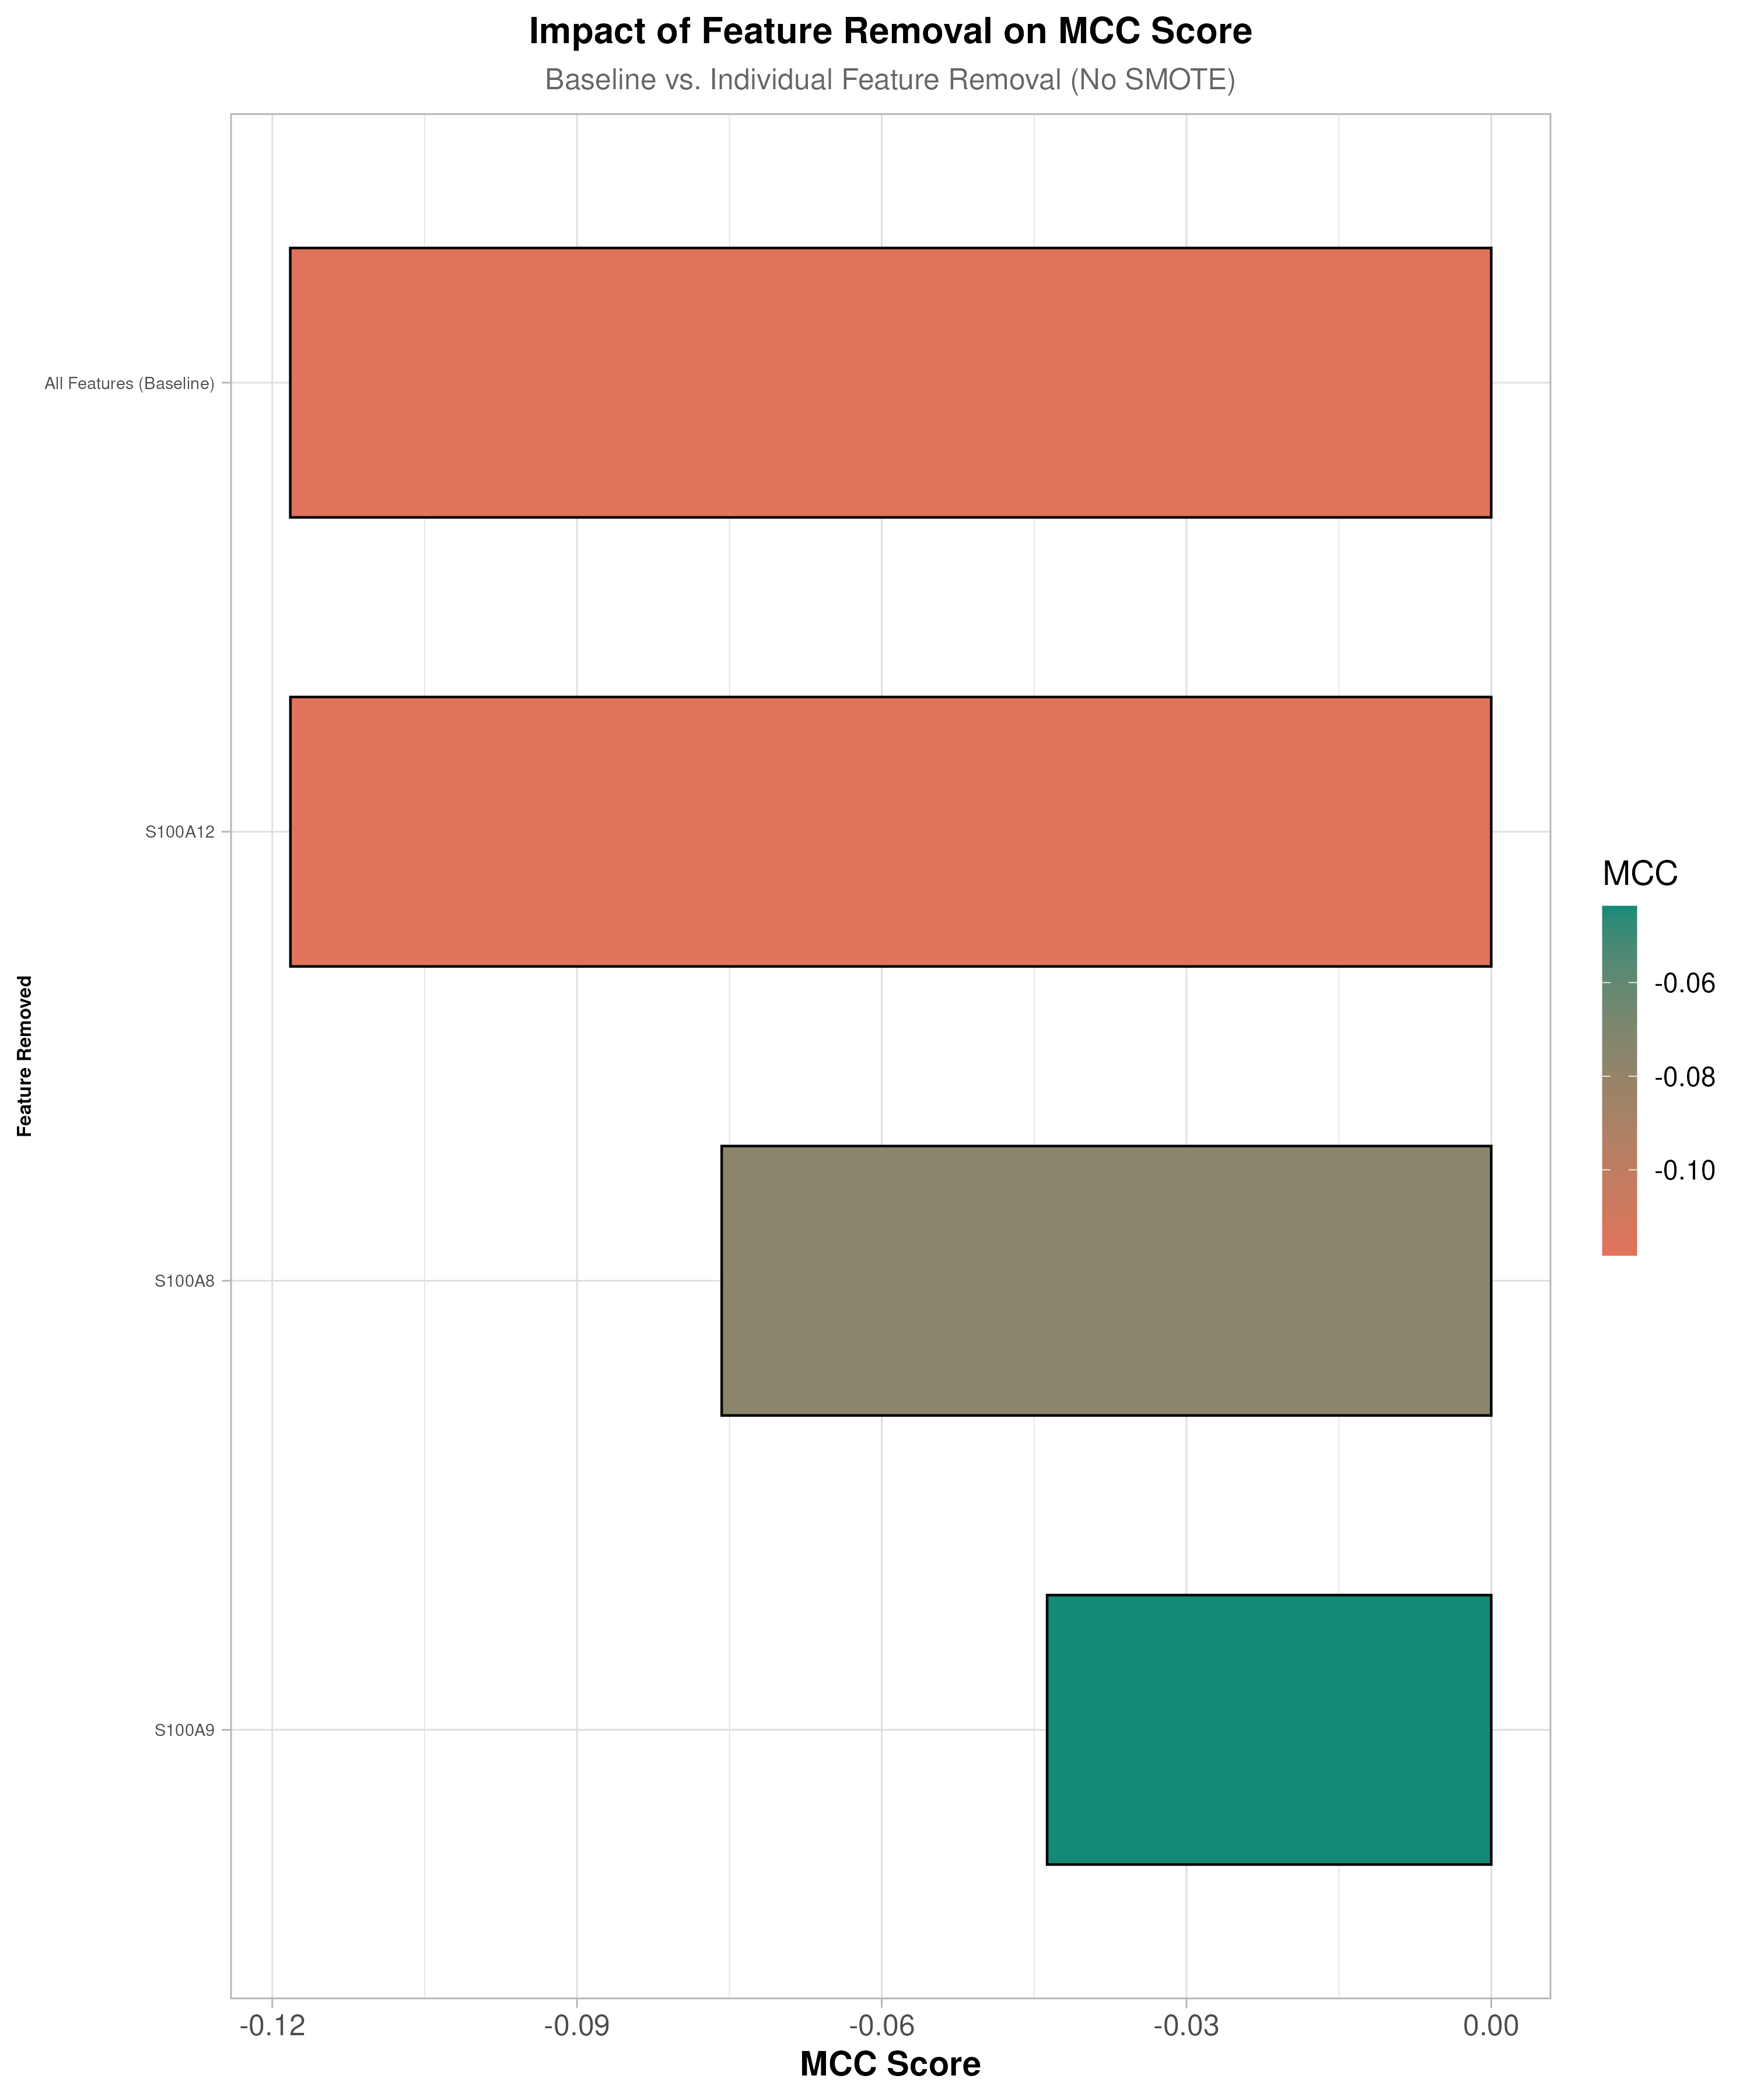 Impact of Feature Removal on MCC Score
Baseline vs. Individual Feature Removal (No SMOTE)
Feature Removed
All Features (Baseline)
S100A12
S100A8
S100A9
-0.12
-0.09
-0.06
-0.03
0.00
MCC Score
MCC
-0.06
-0.08
-0.10